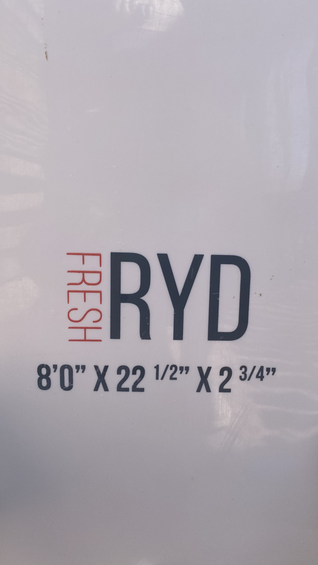 FRESH RYD
8'0" X 22 1/2" X 2 3/4"